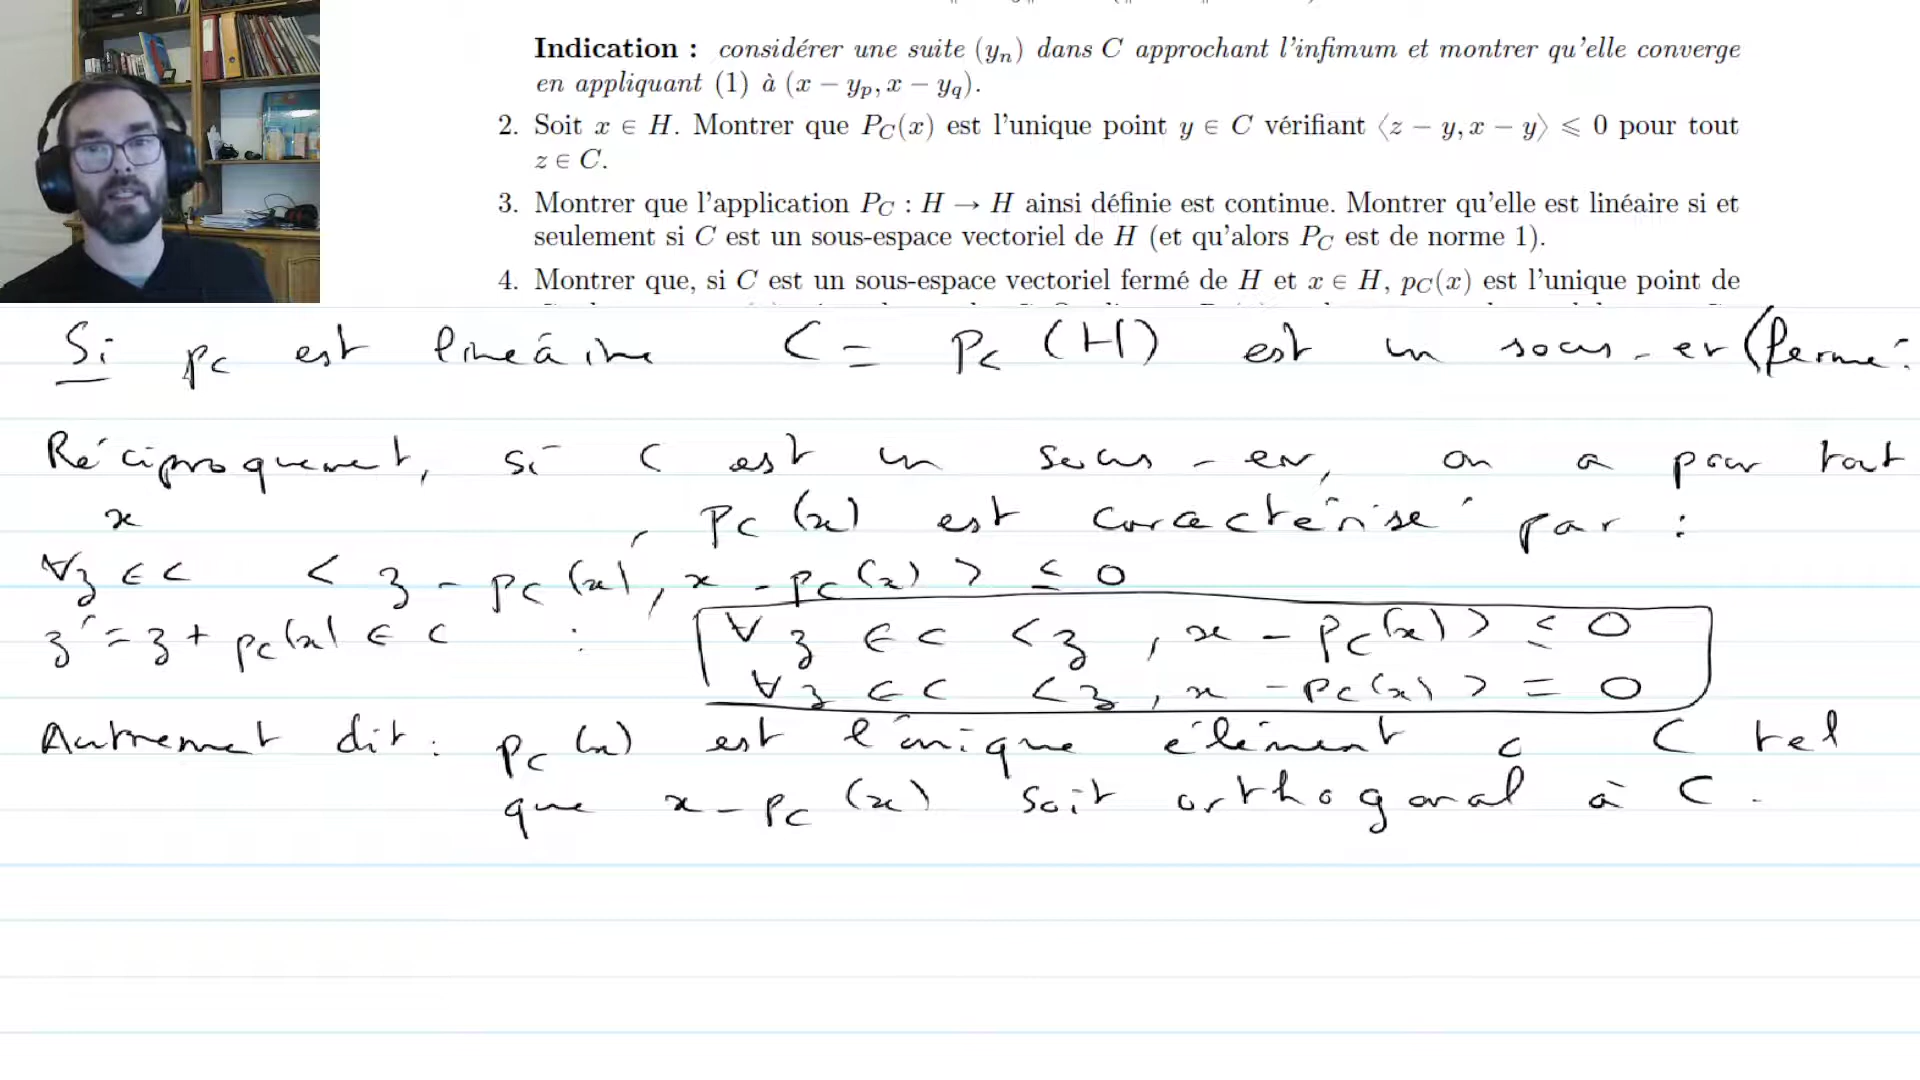 Indication : considérer une suite (yₙ) dans C approchant l'infimum et montrer qu'elle converge
en appliquant (1) à (x − yₚ, x − y_q).
2. Soit x ∈ H. Montrer que P_C(x) est l'unique point y ∈ C vérifiant ⟨z − y, x − y⟩ ⩽ 0 pour tout
z ∈ C.
3. Montrer que l'application P_C : H → H ainsi définie est continue. Montrer qu'elle est linéaire si et
seulement si C est un sous-espace vectoriel de H (et qu'alors P_C est de norme 1).
4. Montrer que, si C est un sous-espace vectoriel fermé de H et x ∈ H, p_C(x) est l'unique point de
Si p_C est linéaire C = p_C (H) est un sous-ev (fermé
Réciproquement, si C est un sous-ev, on a pour tout
x , p_C (x) est caractérisé par :
∀z ∈ C < z - p_C (x), x - p_C (x) > ≤ 0
z' = z + p_C (x) ∈ C : ∀ z ∈ C < z , x - p_C (x) > ≤ 0
∀ z ∈ C < z , x - p_C (x) > = 0
Autrement dit : p_C (x) est l'unique élément c C tel
que x - p_C (x) soit orthogonal à C .